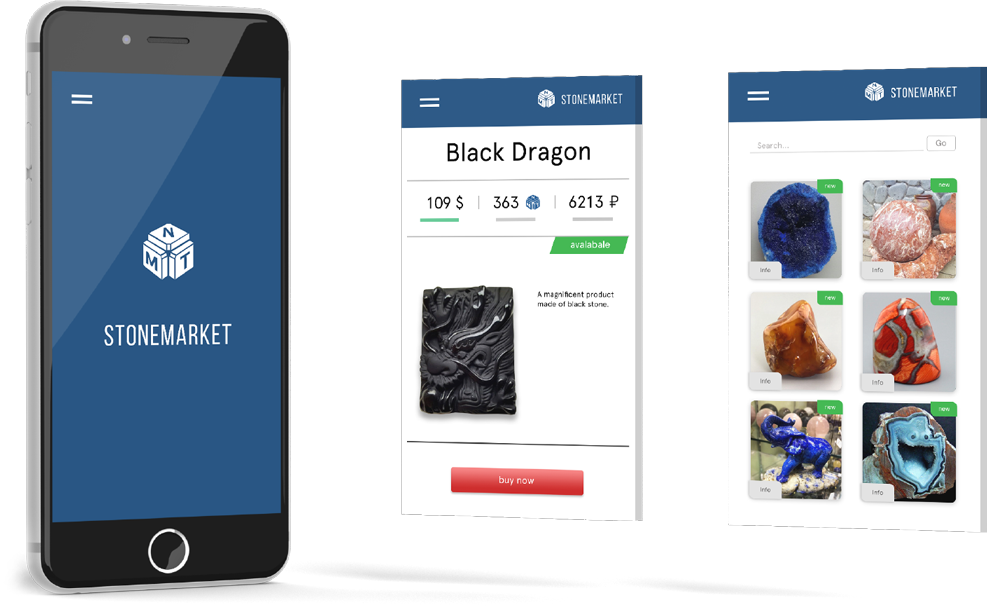 N
M T
STONEMARKET
STONEMARKET
Black Dragon
109 $ 363 6213 ₽
avalabale
A magnificent product
made of black stone.
buy now
STONEMARKET
Search...
Go
new
new
Info
Info
new
new
Info
Info
new
new
Info
Info